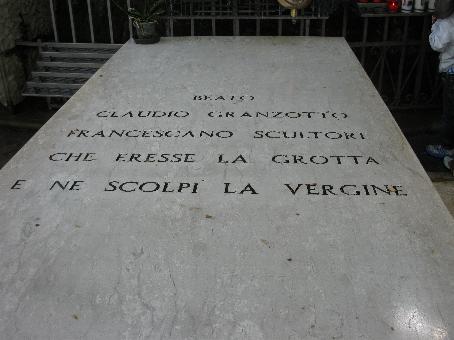 BEATO
CLAUDIO GRANZOTTO
FRANCESCANO SCULTORE
CHE ERESSE LA GROTTA
E NE SCOLPI LA VERGINE